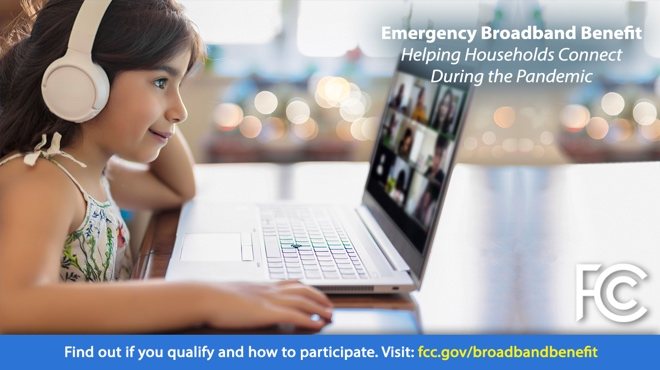 Emergency Broadband Benefit
Helping Households Connect
During the Pandemic
FCC
Find out if you qualify and how to participate. Visit: fcc.gov/broadbandbenefit